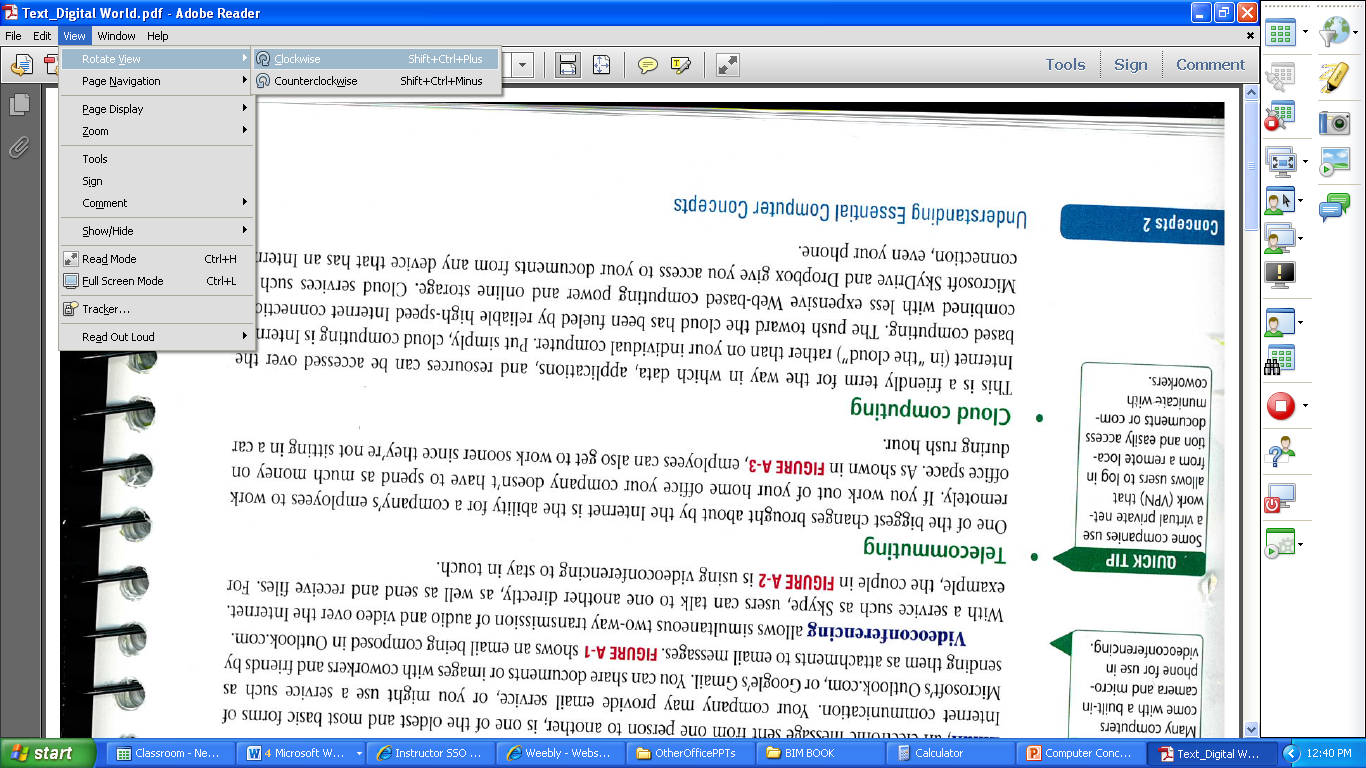 Text_Digital World.pdf - Adobe Reader
File Edit View Window Help
Tools Sign Comment
Rotate View
Page Navigation
Page Display
Zoom
Tools
Sign
Comment
Show/Hide
Read Mode Ctrl+H
Full Screen Mode Ctrl+L
Tracker...
Read Out Loud
Clockwise Shift+Ctrl+Plus
Counterclockwise Shift+Ctrl+Minus
an electronic message sent from one person to another, is one of the oldest and most basic forms of
Internet communication. Your company may provide email service, or you might use a service such as
Microsoft's Outlook.com, or Google's Gmail. You can share documents or images with coworkers and friends by
sending them as attachments to email messages. FIGURE A-1 shows an email being composed in Outlook.com.
Videoconferencing allows simultaneous two-way transmission of audio and video over the Internet.
With a service such as Skype, users can talk to one another directly, as well as send and receive files. For
example, the couple in FIGURE A-2 is using videoconferencing to stay in touch.
• Telecommuting
One of the biggest changes brought about by the Internet is the ability for a company's employees to work
remotely. If you work out of your home office your company doesn't have to spend as much money on
office space. As shown in FIGURE A-3, employees can also get to work sooner since they're not sitting in a car
during rush hour.
• Cloud computing
This is a friendly term for the way in which data, applications, and resources can be accessed over the
Internet (in "the cloud") rather than on your individual computer. Put simply, cloud computing is Intern
based computing. The push toward the cloud has been fueled by reliable high-speed Internet connectio
combined with less expensive Web-based computing power and online storage. Cloud services such
Microsoft SkyDrive and Dropbox give you access to your documents from any device that has an Intern
connection, even your phone.
Many computers
come with a built-in
camera and micro-
phone for use in
videoconferencing.
QUICK TIP
Some companies use
a virtual private net-
work (VPN) that
allows users to log in
from a remote loca-
tion and easily access
documents or com-
municate with
coworkers.
Concepts 2
Understanding Essential Computer Concepts
start
Classroom - Ne...
4 Microsoft W...
Instructor SSO ...
Weebly - Webs...
OtherOfficePPTs
BIM BOOK
Calculator
Computer Conc...
Text_Digital W...
12:40 PM